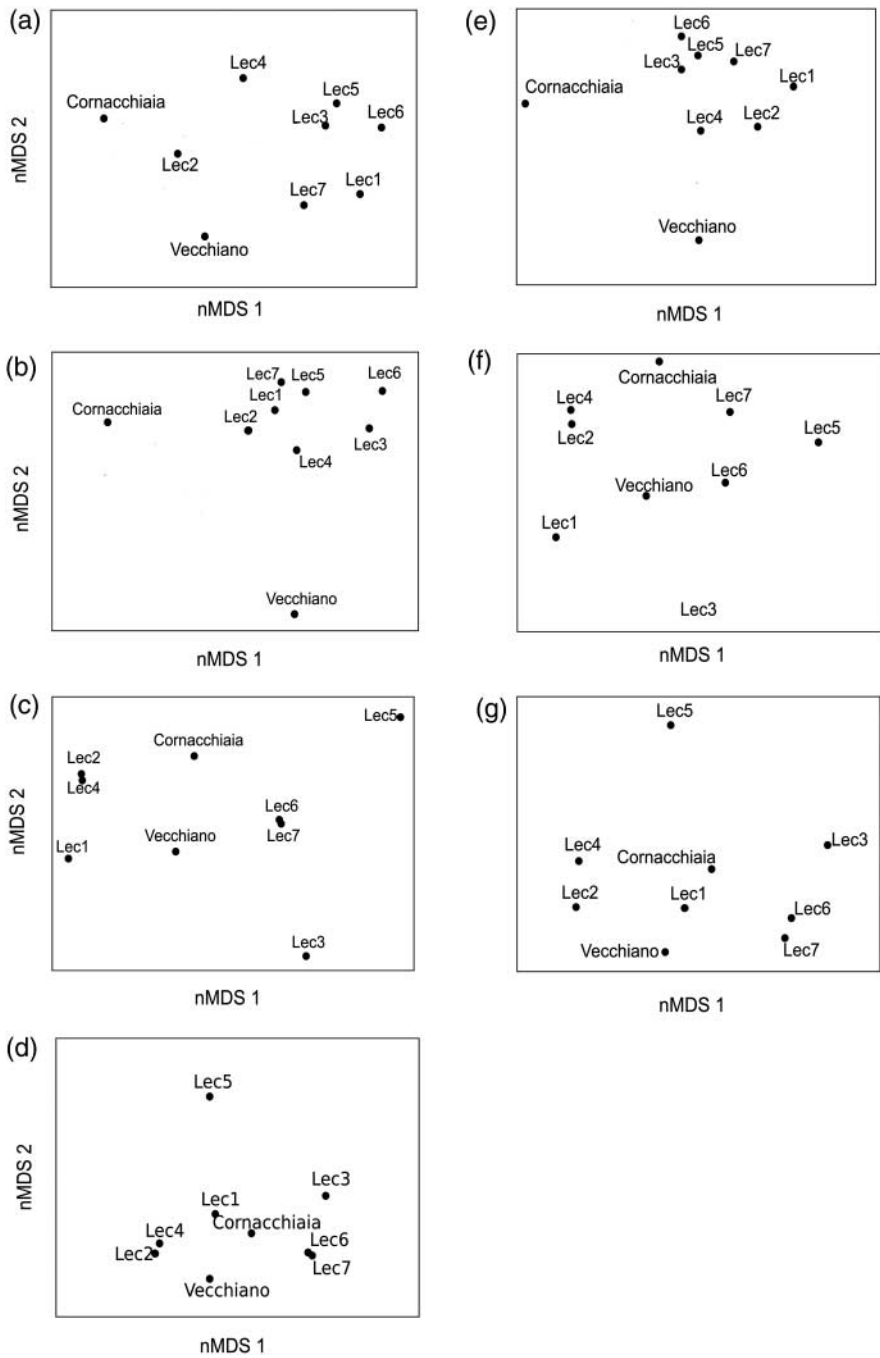 (a)
Lec4
Cornacchiaia
Lec5
Lec3
Lec6
Lec2
Lec7
Lec1
Vecchiano
nMDS 2
nMDS 1
(b)
Lec7
Lec5
Lec6
Cornacchiaia
Lec1
Lec2
Lec3
Lec4
Vecchiano
nMDS 2
nMDS 1
(c)
Lec5
Cornacchiaia
Lec2
Lec4
Lec6
Lec7
Vecchiano
Lec1
Lec3
nMDS 2
nMDS 1
(d)
Lec5
Lec3
Lec1
Cornacchiaia
Lec4
Lec2
Lec6
Lec7
Vecchiano
nMDS 2
nMDS 1
(e)
Lec6
Lec5
Lec7
Lec3
Lec1
Cornacchiaia
Lec4
Lec2
Vecchiano
nMDS 1
(f)
Cornacchiaia
Lec4
Lec7
Lec2
Lec5
Lec6
Vecchiano
Lec1
Lec3
nMDS 1
(g)
Lec5
Lec3
Lec4
Cornacchiaia
Lec2
Lec1
Lec6
Lec7
Vecchiano
nMDS 1